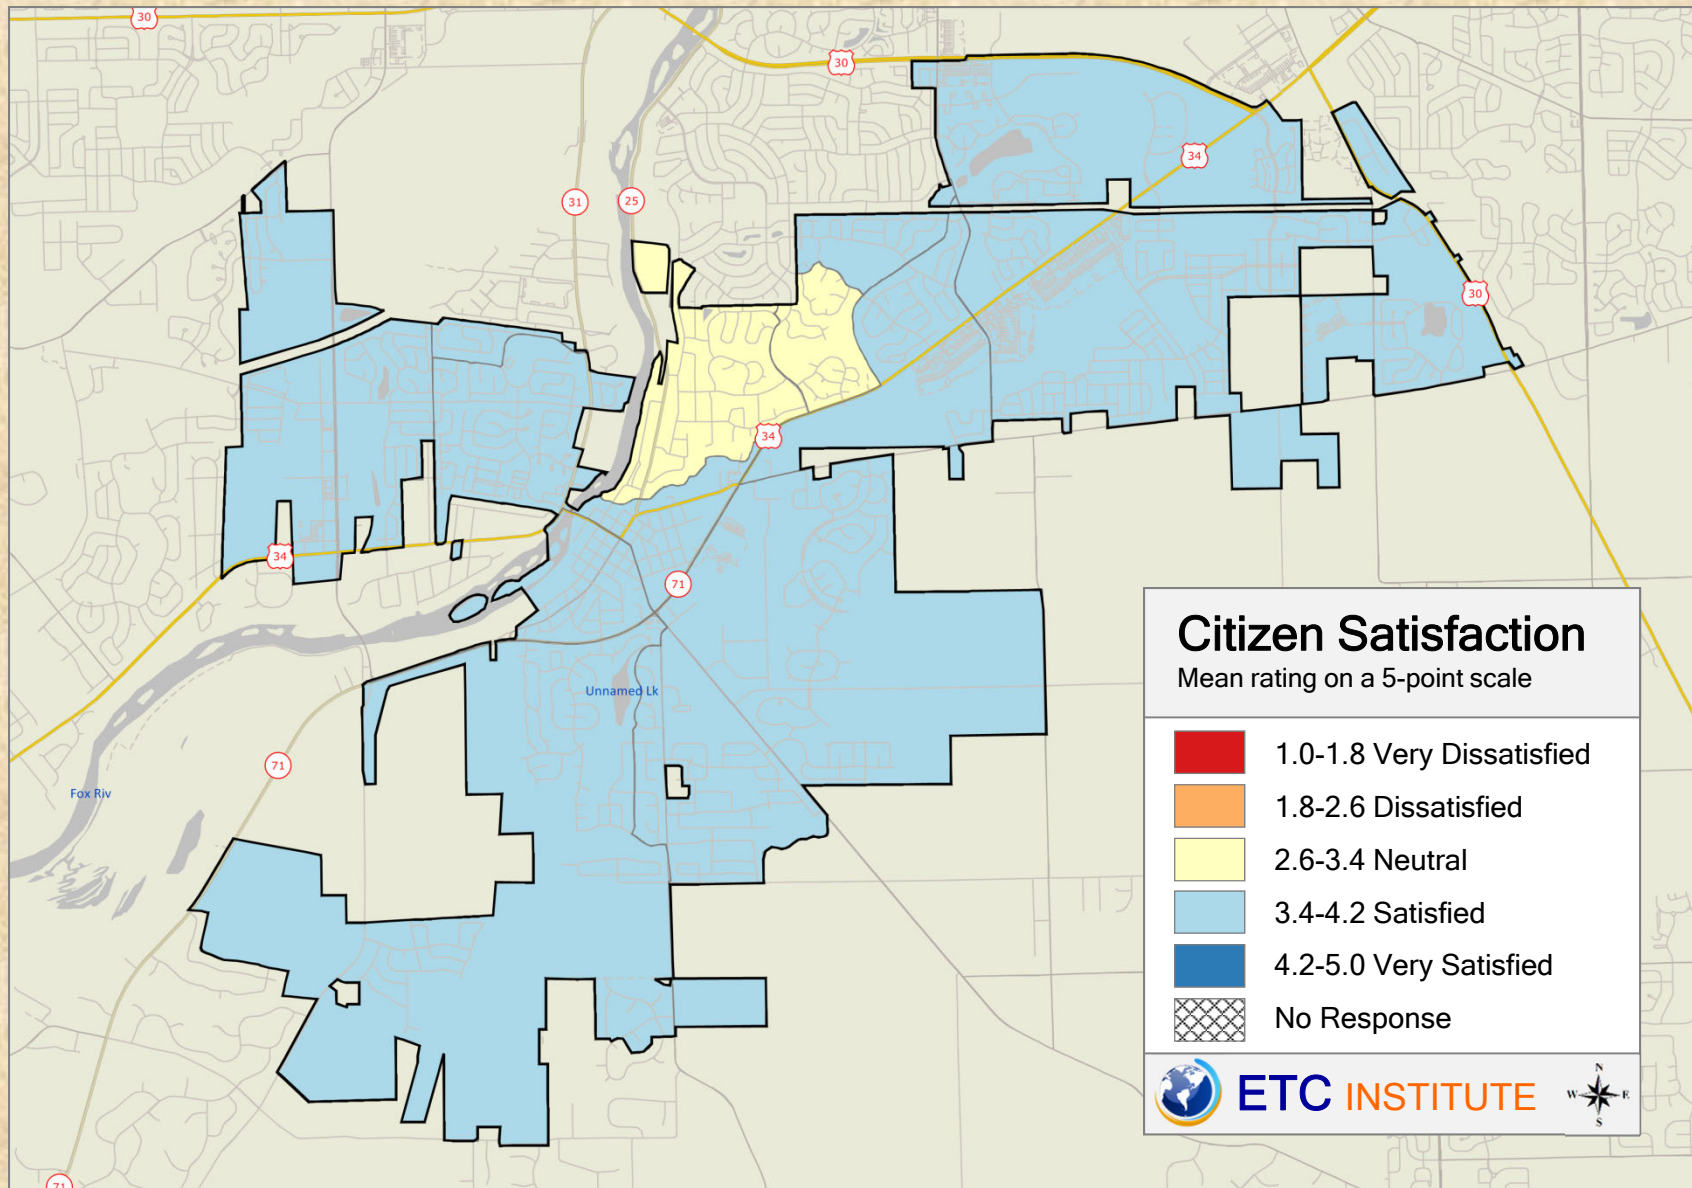 30
30
34
31
25
30
34
34
71
Unnamed Lk
71
Fox Riv
71
Citizen Satisfaction
Mean rating on a 5-point scale
1.0-1.8 Very Dissatisfied
1.8-2.6 Dissatisfied
2.6-3.4 Neutral
3.4-4.2 Satisfied
4.2-5.0 Very Satisfied
No Response
ETC INSTITUTE
N
W E
S